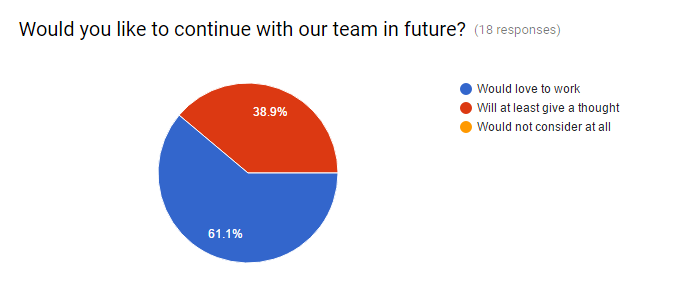 Would you like to continue with our team in future? (18 responses)
Would love to work
38.9%
Will at least give a thought
Would not consider at all
61.1%